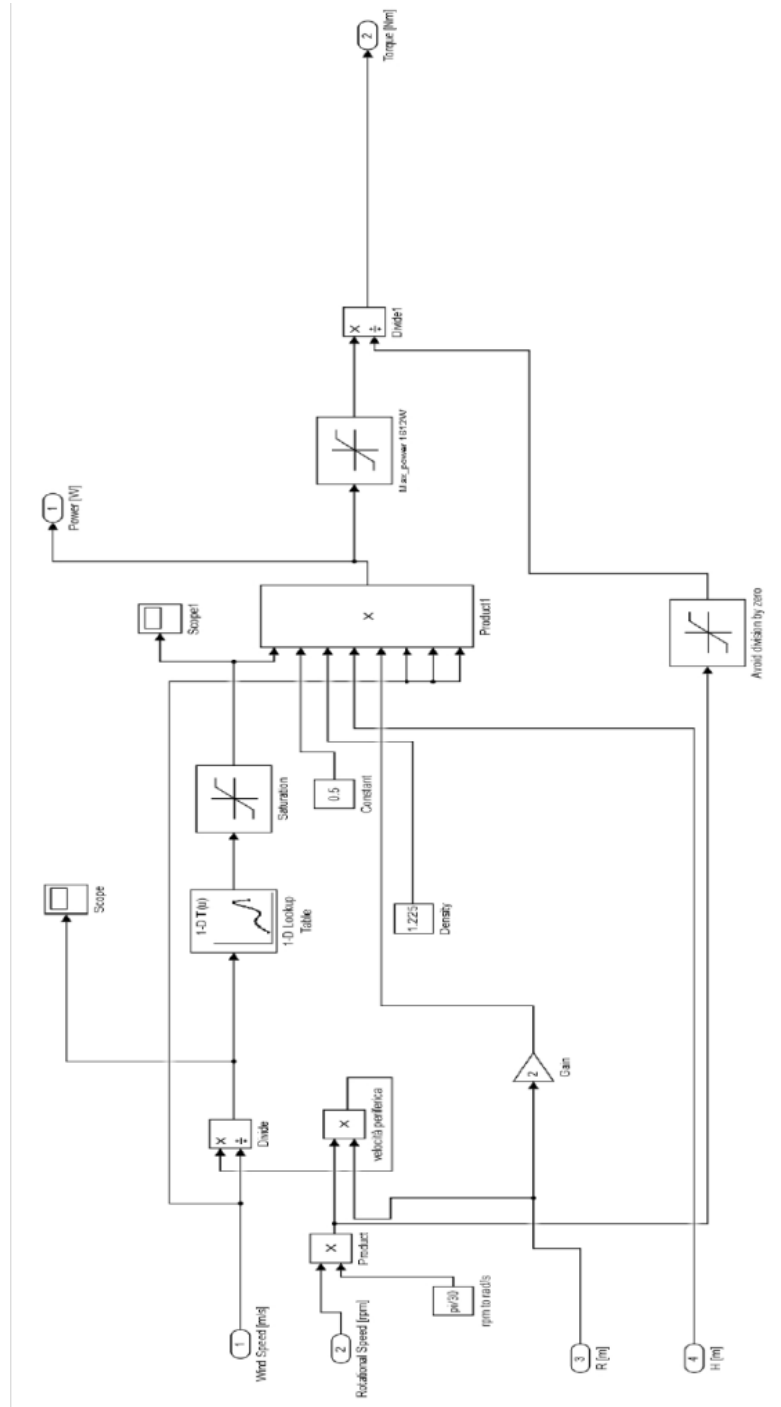 1
Wind Speed [m/s]
2
Rotational Speed [rpm]
pi/30
rpm to rad/s
3
R [m]
4
H [m]
X
Product
X
velocità periferica
X
÷
Divide
Scope
1-D T(u)
1-D Lookup
Table
Saturation
Scope1
0.5
Constant
1.225
Density
2
Gain
X
Product1
1
Power [W]
Max_power 1612W
Avoid division by zero
X
÷
Divide1
2
Torque [Nm]